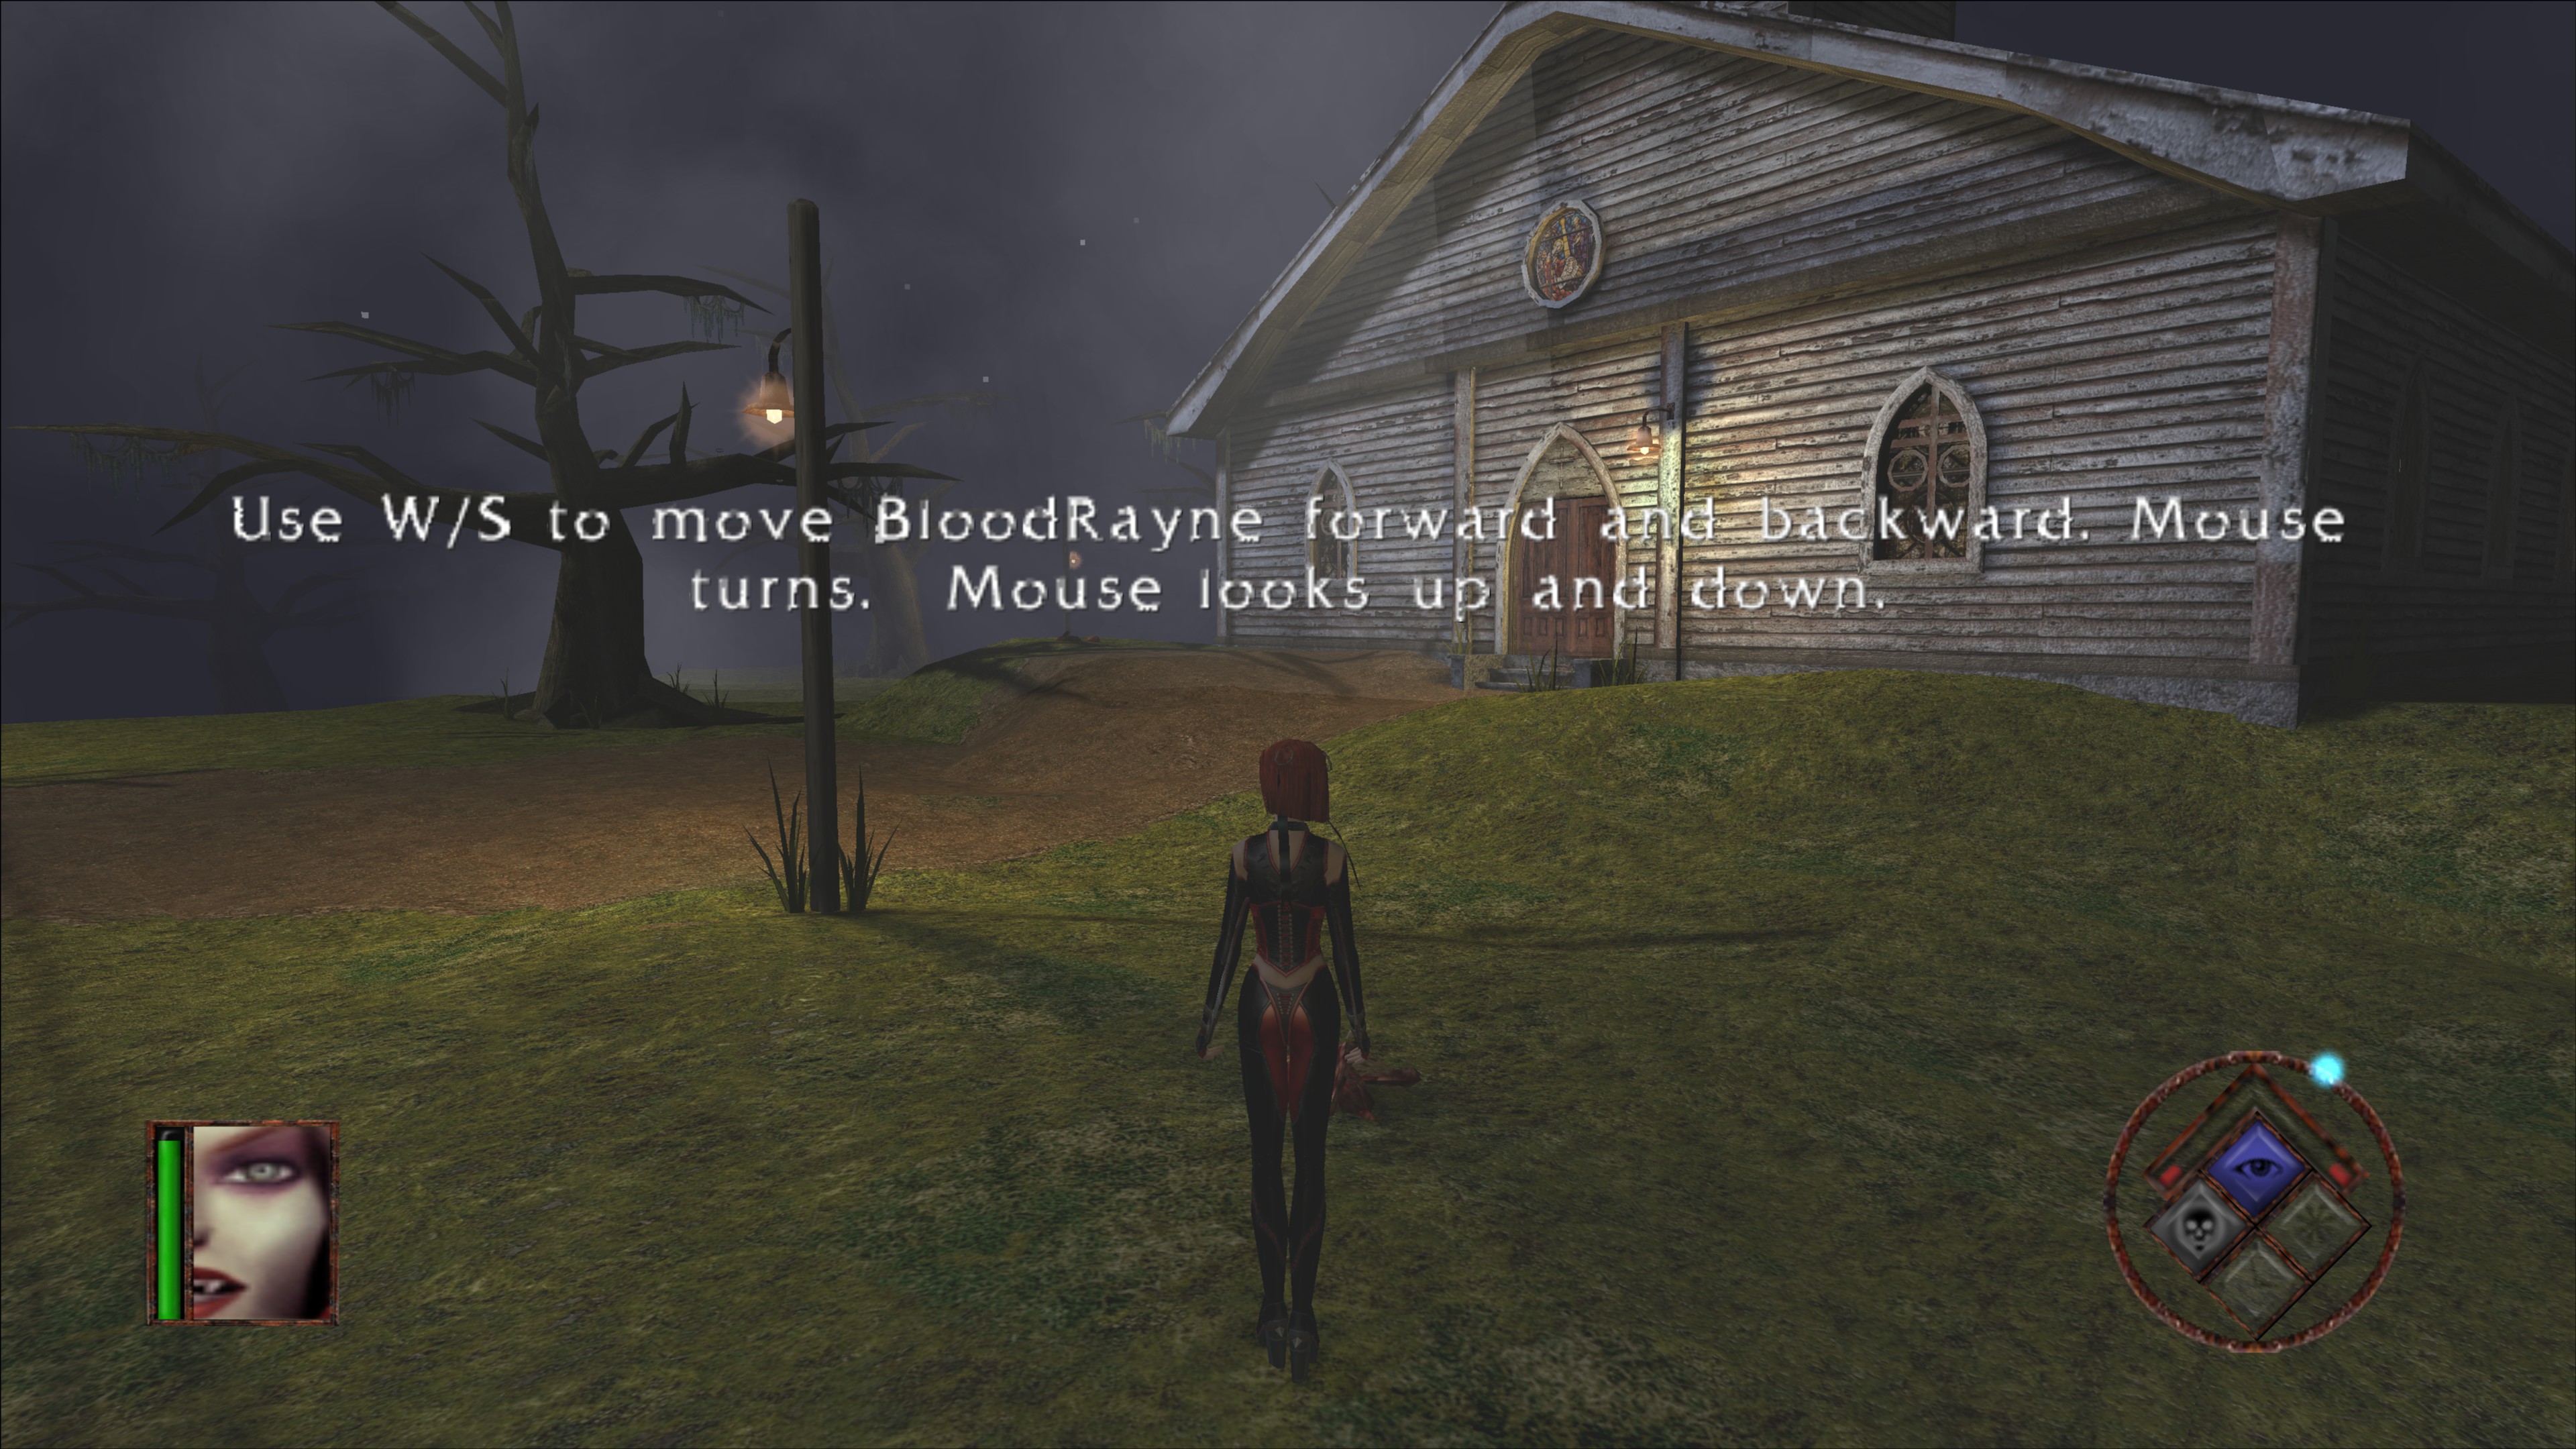 Use W/S to move BloodRayne forward and backward. Mouse
turns.  Mouse looks up and down.